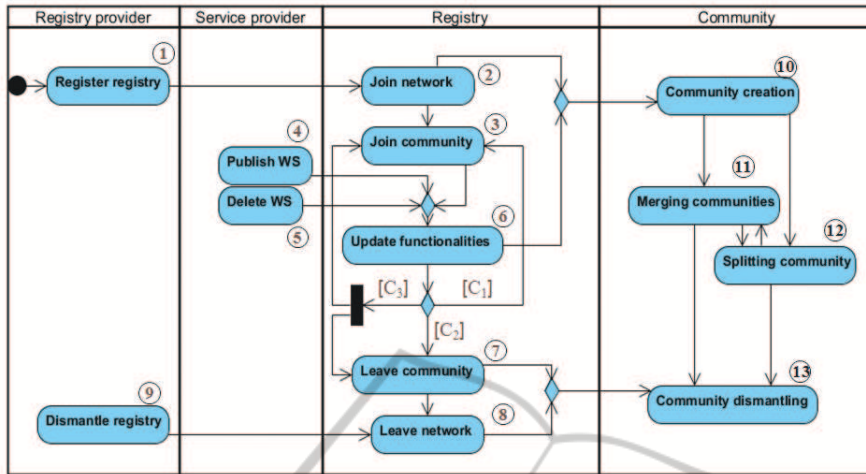 Registry provider
Service provider
Registry
Community
1
Register registry
Join network
2
10
Community creation
3
Join community
4
Publish WS
Delete WS
5
6
Update functionalities
11
Merging communities
12
Splitting community
[C3]
[C1]
[C2]
7
Leave community
13
Community dismantling
9
Dismantle registry
8
Leave network